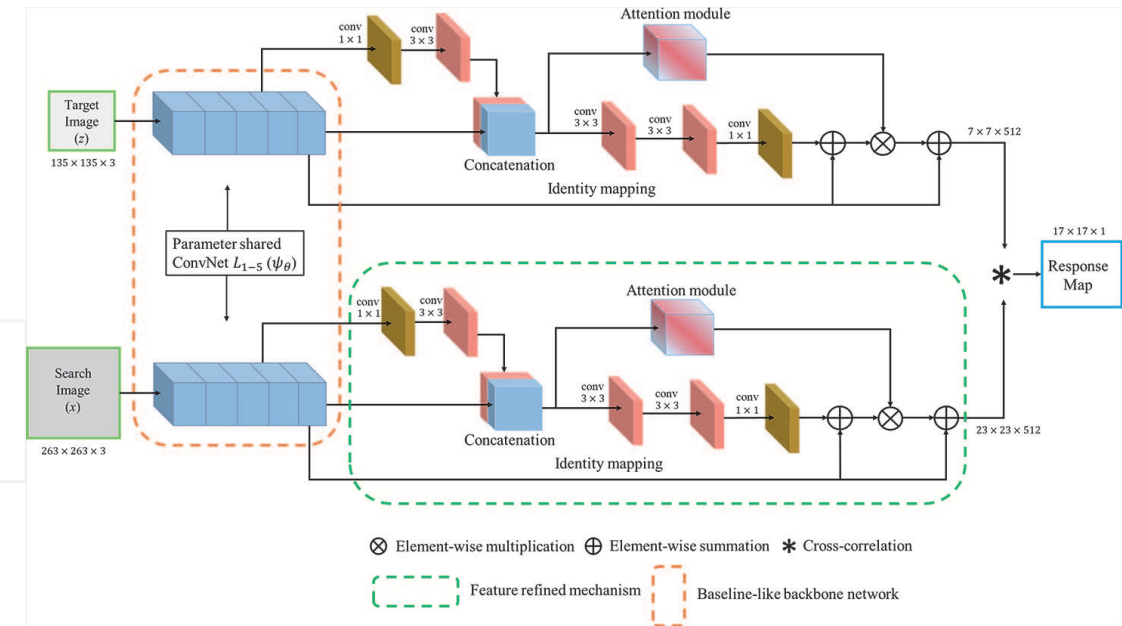 Attention module
conv
1 × 1
conv
3 × 3
Target
Image
(z)
135 × 135 × 3
conv
3 × 3
conv
3 × 3
conv
1 × 1
7 × 7 × 512
Concatenation
Identity mapping
Parameter shared
ConvNet L₁₋₅ (ψ_θ)
17 × 17 × 1
Response
Map
*
conv
1 × 1
conv
3 × 3
Attention module
Search
Image
(x)
263 × 263 × 3
conv
3 × 3
conv
3 × 3
conv
1 × 1
23 × 23 × 512
Concatenation
Identity mapping
⊗ Element-wise multiplication ⊕ Element-wise summation * Cross-correlation
Feature refined mechanism
Baseline-like backbone network